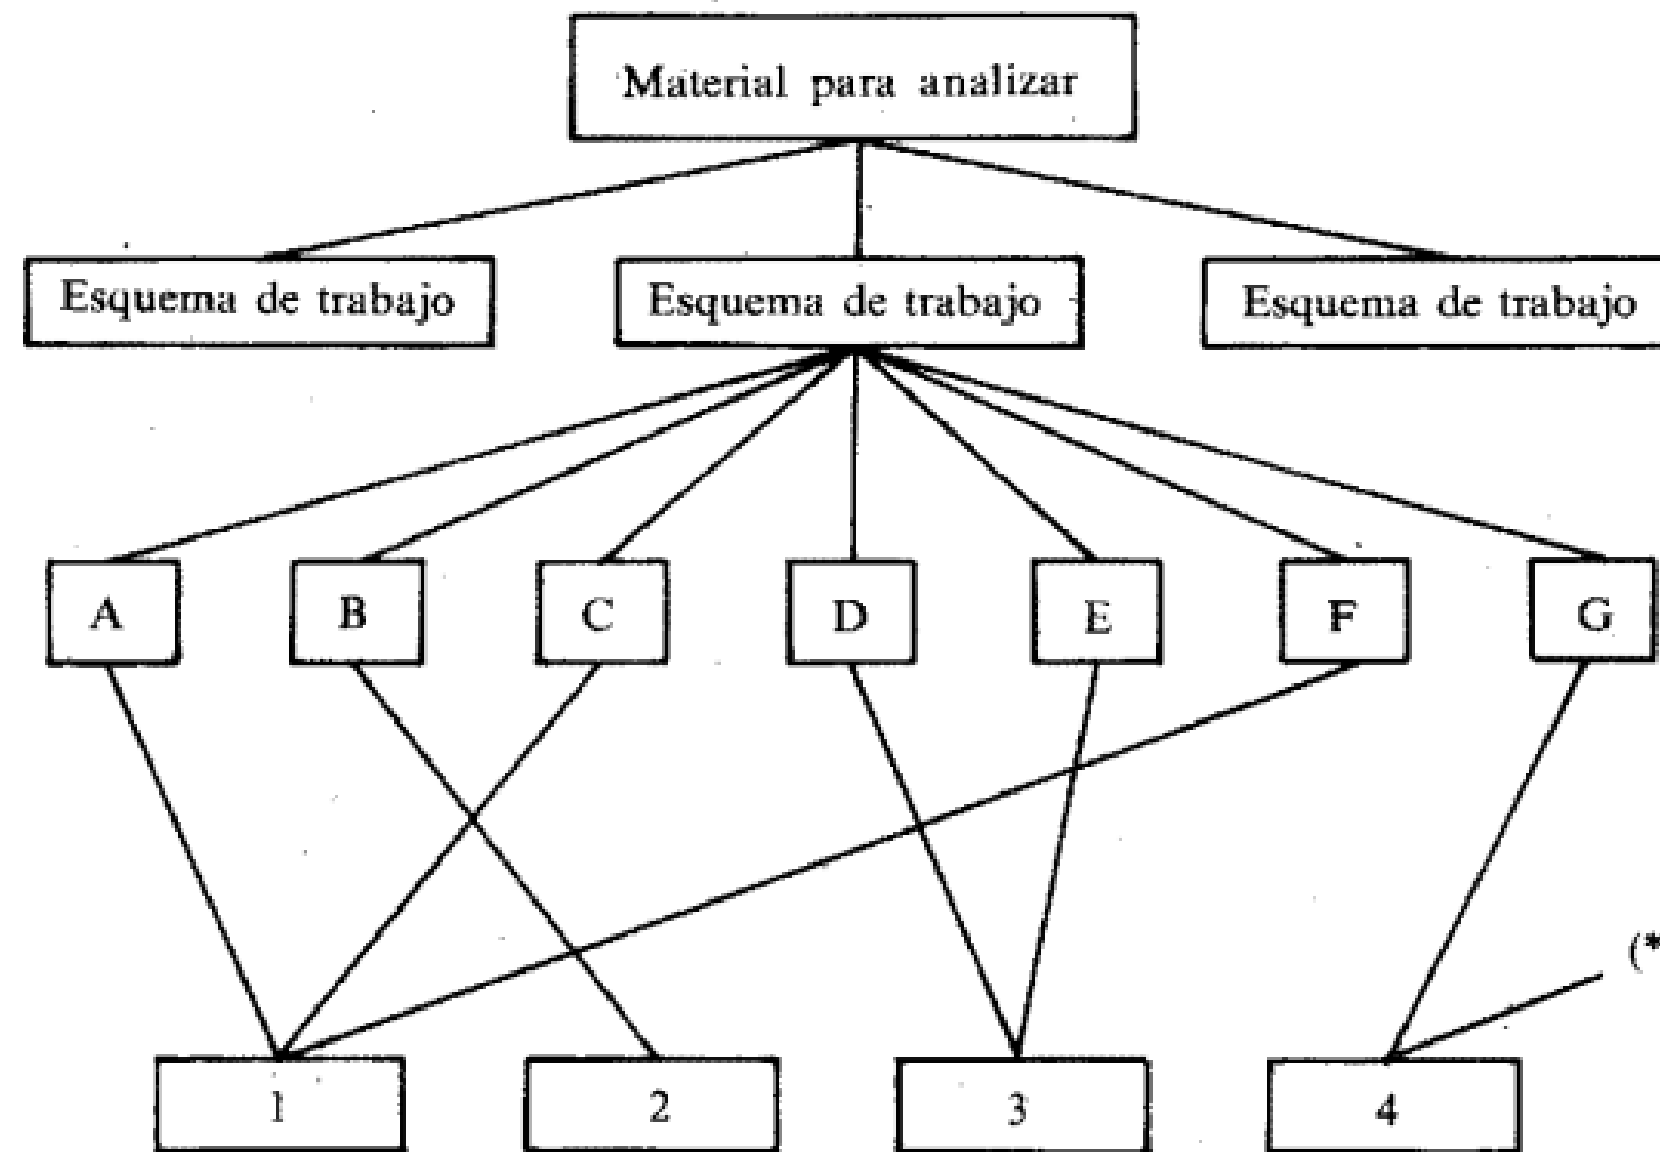 Material para analizar
Esquema de trabajo
Esquema de trabajo
Esquema de trabajo
A
B
C
D
E
F
G
(*
1
2
3
4